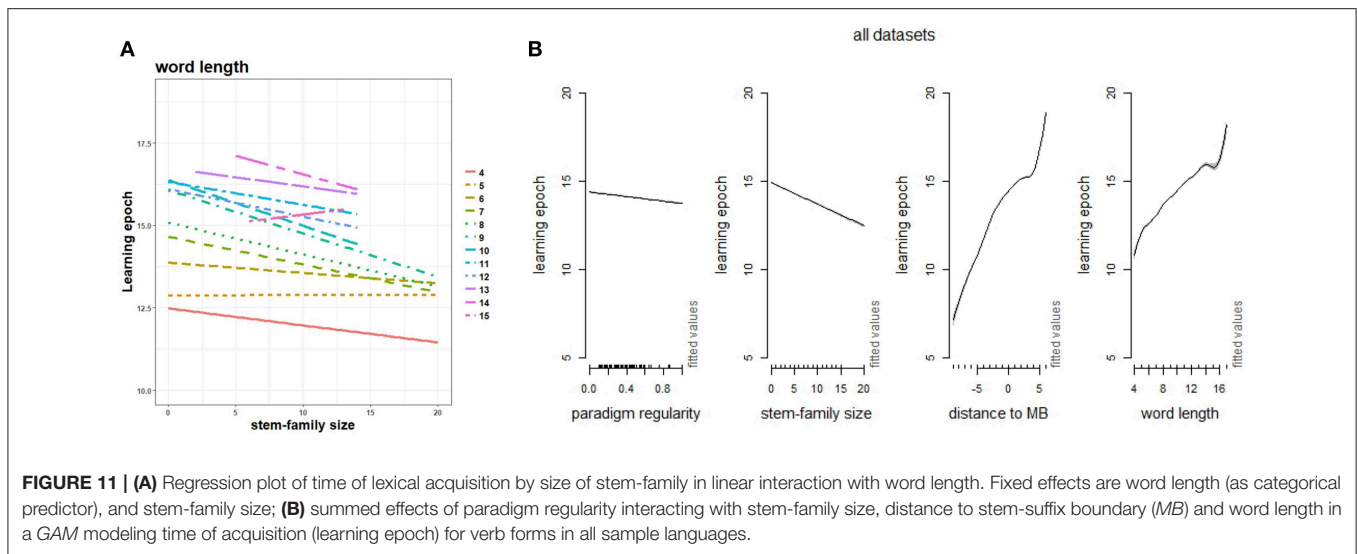 A
word length
Learning epoch
17.5
15.0
12.5
10.0
0 5 10 15 20
stem-family size
4
5
6
7
8
9
10
11
12
13
14
15
B
all datasets
learning epoch
20
15
10
5
0.0 0.4 0.8
paradigm regularity
fitted values
learning epoch
20
15
10
5
0 5 10 15 20
stem-family size
fitted values
learning epoch
20
15
10
5
-5 0 5
distance to MB
fitted values
learning epoch
20
15
10
5
4 8 12 16
word length
fitted values
FIGURE 11 | (A) Regression plot of time of lexical acquisition by size of stem-family in linear interaction with word length. Fixed effects are word length (as categorical
predictor), and stem-family size; (B) summed effects of paradigm regularity interacting with stem-family size, distance to stem-suffix boundary (MB) and word length in
a GAM modeling time of acquisition (learning epoch) for verb forms in all sample languages.